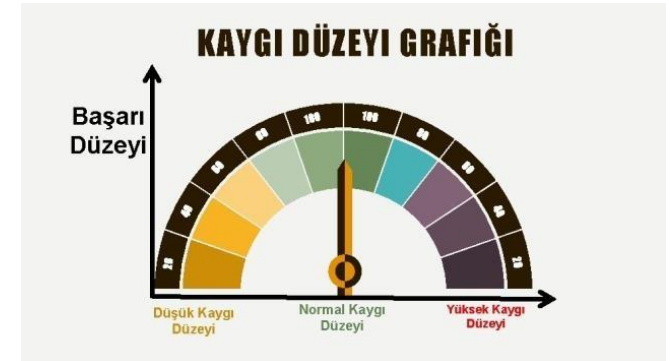 KAYGI DÜZEYI GRAFIĞI
Başarı
Düzeyi
20
40
60
80
100
100
80
60
40
20
Düşük Kaygı
Düzeyi
Normal Kaygı
Düzeyi
Yüksek Kaygı
Düzeyi